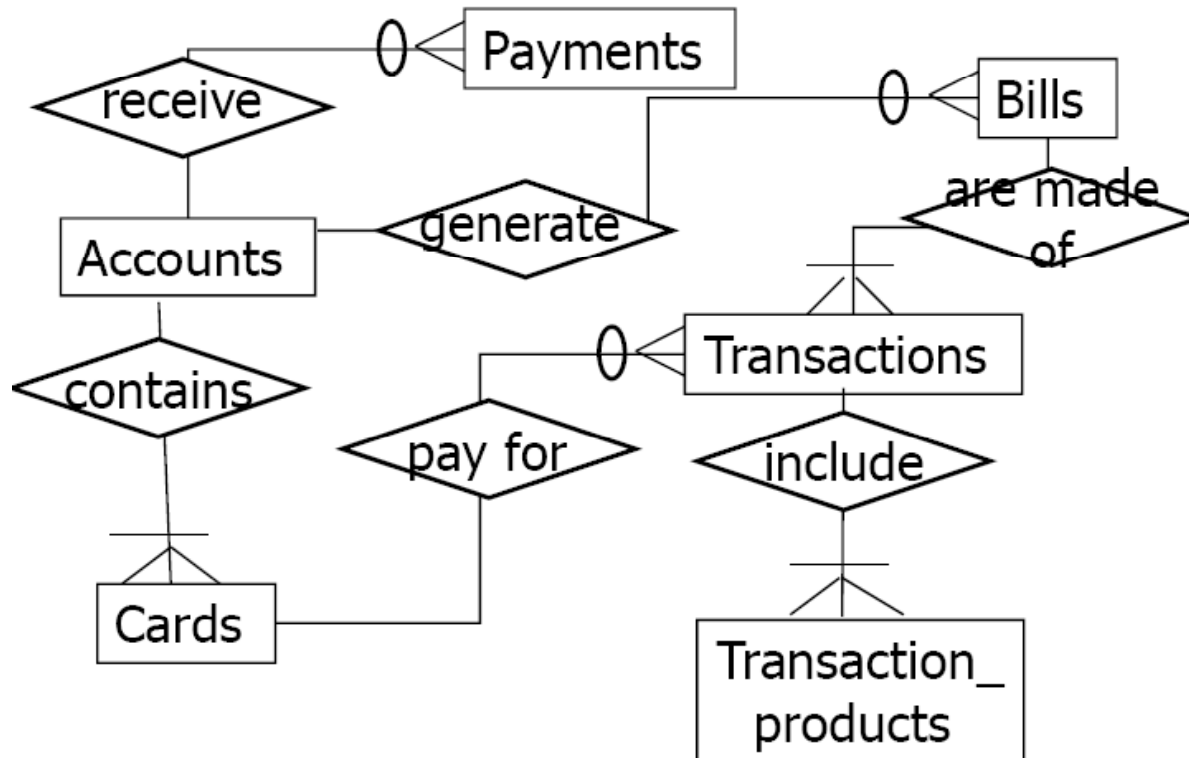 Payments
receive
Bills
generate
are made
of
Accounts
Transactions
contains
pay for
include
Cards
Transaction_
products